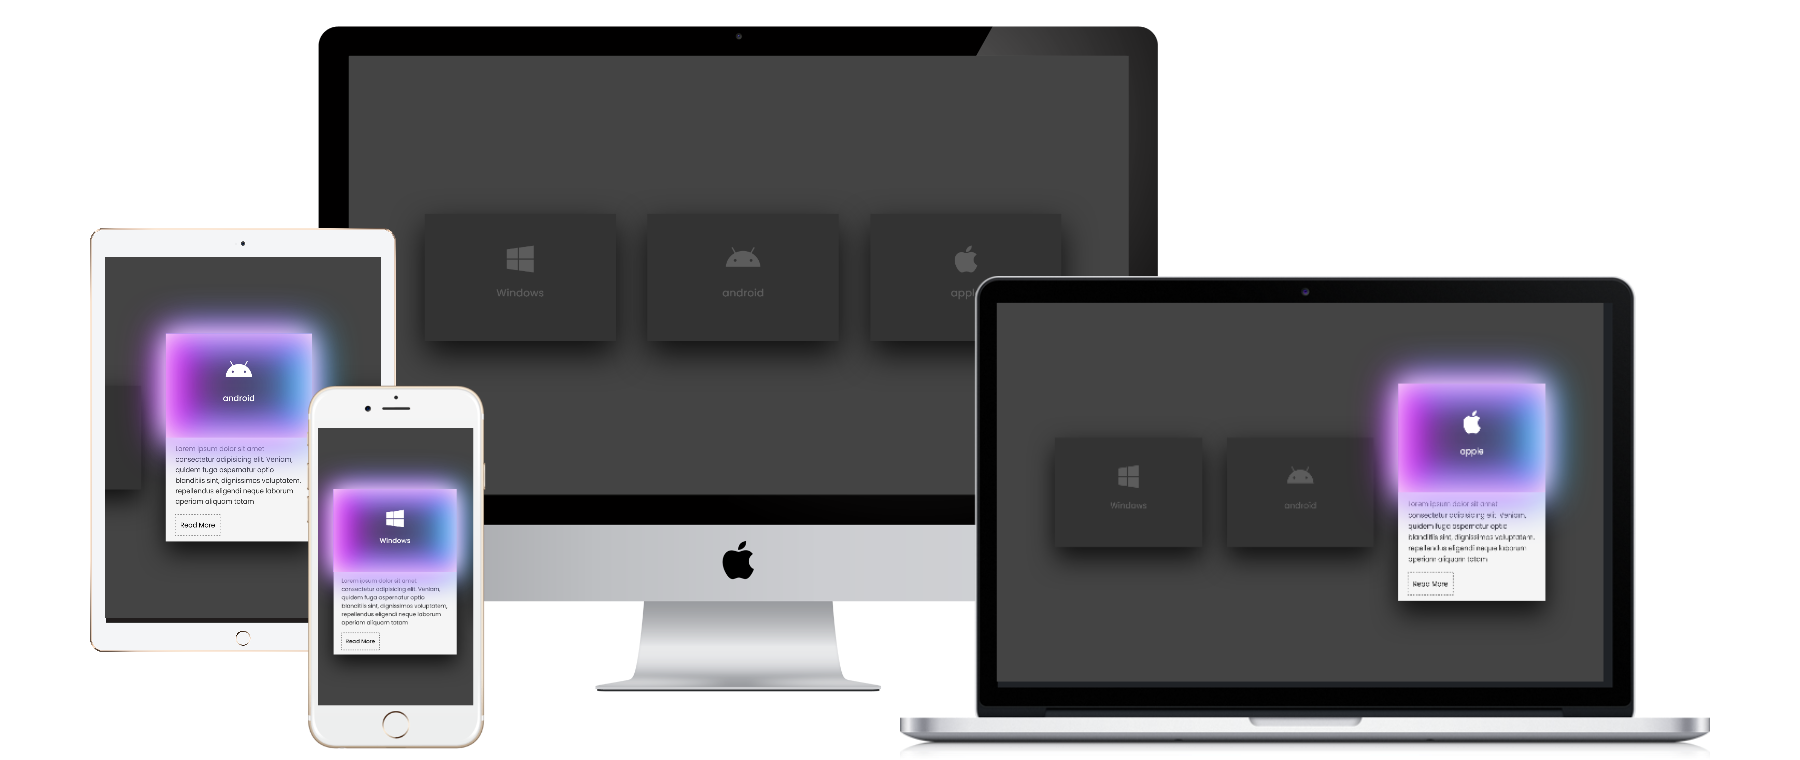 Windows
android
apple
android
Lorem ipsum dolor sit amet
consectetur adipisicing elit. Veniam,
quidem fuga aspernatur optio
blanditiis sint, dignissimos voluptatem,
repellendus eligendi neque laborum
aperiam aliquam totam
Read More
Windows
Lorem ipsum dolor sit amet
consectetur adipisicing elit. Veniam,
quidem fuga aspernatur optio
blanditiis sint, dignissimos voluptatem,
repellendus eligendi neque laborum
aperiam aliquam totam
Read More
Windows
android
apple
Lorem ipsum dolor sit amet
consectetur adipisicing elit. Veniam,
quidem fuga aspernatur optio
blanditiis sint, dignissimos voluptatem,
repellendus eligendi neque laborum
aperiam aliquam totam
Read More